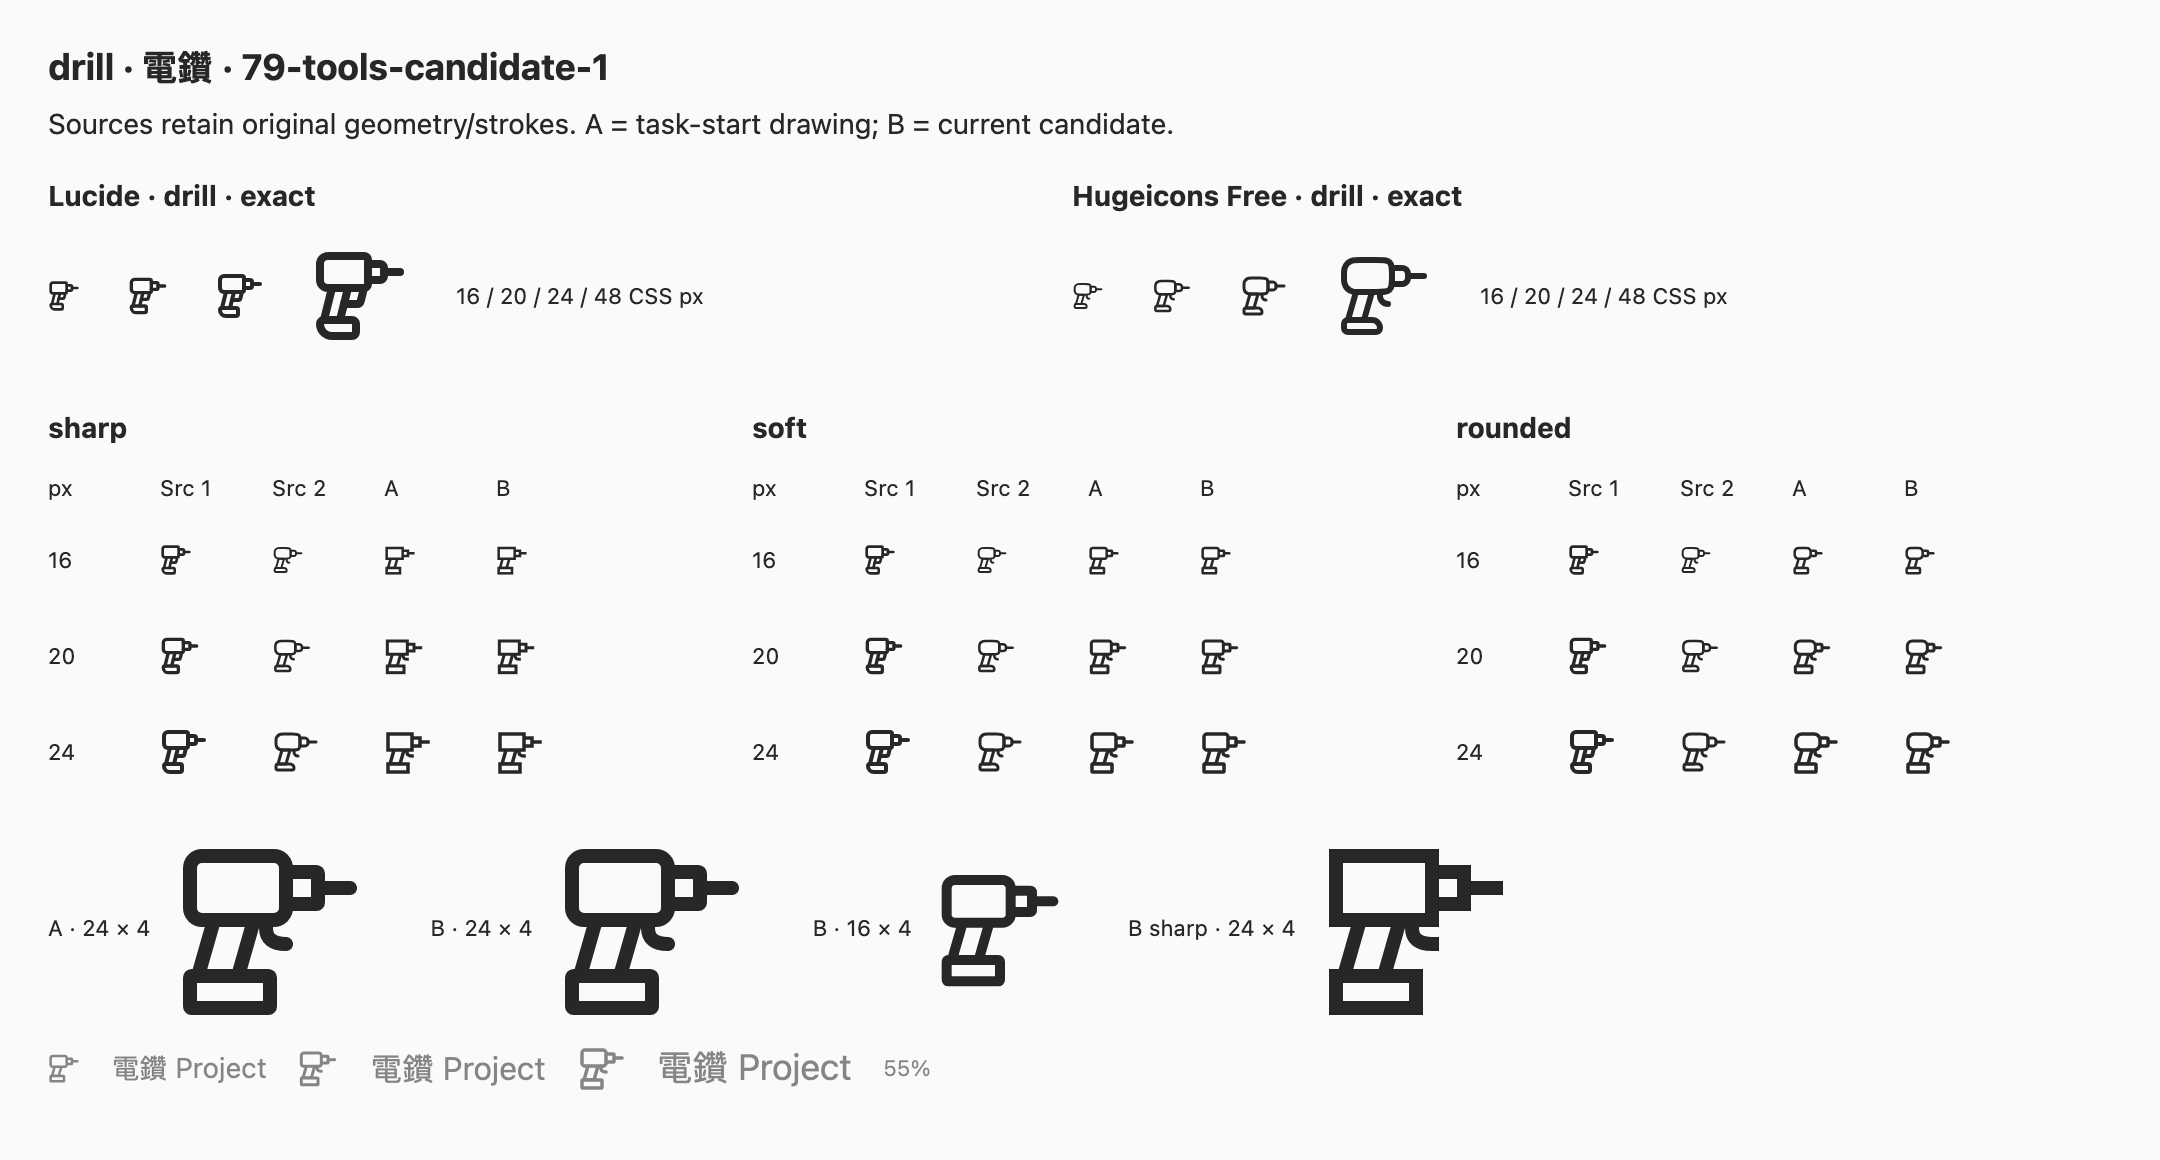 drill · 電鑽 · 79-tools-candidate-1
Sources retain original geometry/strokes. A = task-start drawing; B = current candidate.
Lucide · drill · exact
16 / 20 / 24 / 48 CSS px
Hugeicons Free · drill · exact
16 / 20 / 24 / 48 CSS px
sharp
px Src 1 Src 2 A B
16
20
24
soft
px Src 1 Src 2 A B
16
20
24
rounded
px Src 1 Src 2 A B
16
20
24
A · 24 × 4
B · 24 × 4
B · 16 × 4
B sharp · 24 × 4
電鑽 Project 電鑽 Project 電鑽 Project 55%